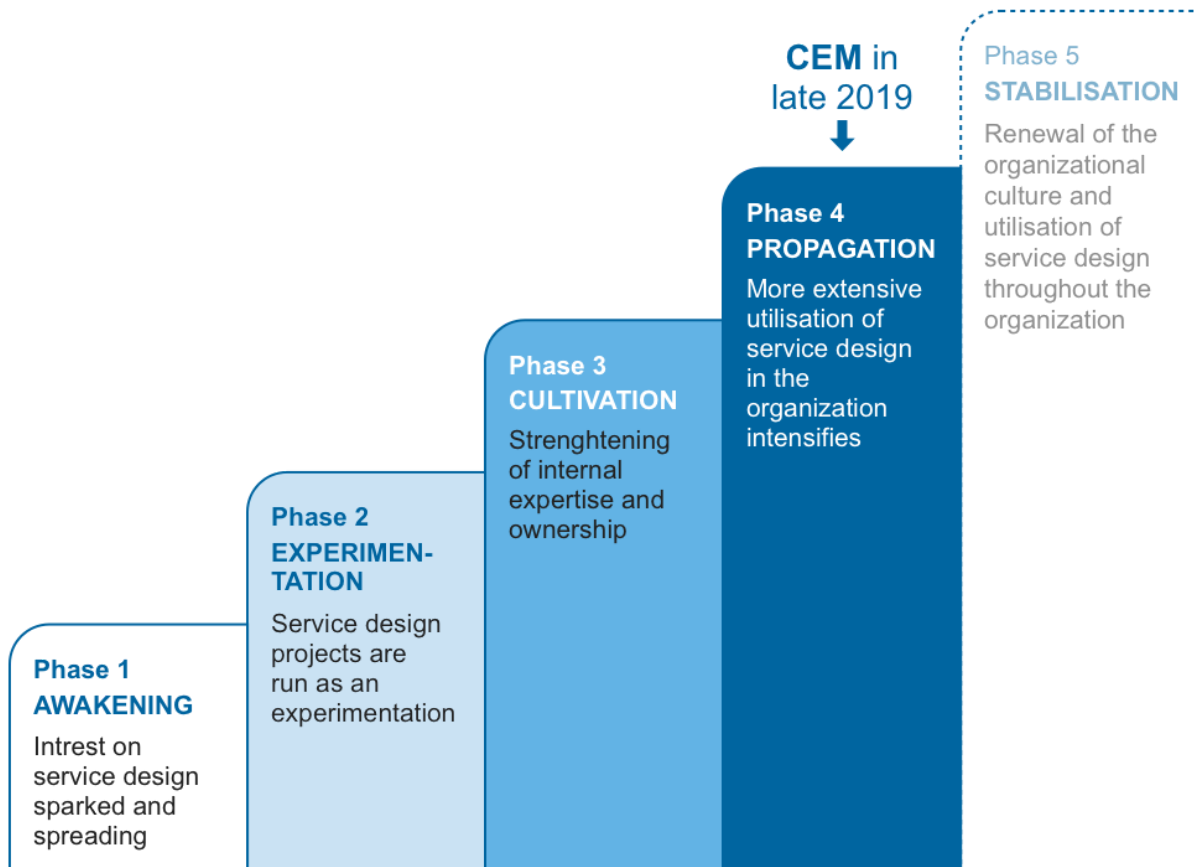 Phase 1
AWAKENING
Intrest on
service design
sparked and
spreading
Phase 2
EXPERIMEN-
TATION
Service design
projects are
run as an
experimentation
Phase 3
CULTIVATION
Strenghtening
of internal
expertise and
ownership
CEM in
late 2019
Phase 4
PROPAGATION
More extensive
utilisation of
service design
in the
organization
intensifies
Phase 5
STABILISATION
Renewal of the
organizational
culture and
utilisation of
service design
throughout the
organization